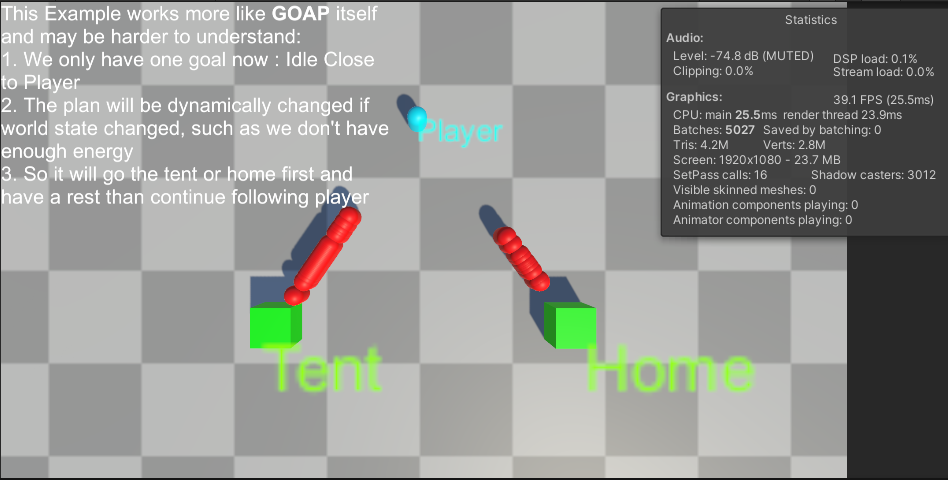 This Example works more like GOAP itself
and may be harder to understand:
1. We only have one goal now : Idle Close
to Player
2. The plan will be dynamically changed if
world state changed, such as we don't have
enough energy
3. So it will go the tent or home first and
have a rest than continue following player
Player
Tent
Home
Statistics
Audio:
Level: -74.8 dB (MUTED) DSP load: 0.1%
Clipping: 0.0% Stream load: 0.0%
Graphics: 39.1 FPS (25.5ms)
CPU: main 25.5ms render thread 23.9ms
Batches: 5027 Saved by batching: 0
Tris: 4.2M Verts: 2.8M
Screen: 1920x1080 - 23.7 MB
SetPass calls: 16 Shadow casters: 3012
Visible skinned meshes: 0
Animation components playing: 0
Animator components playing: 0